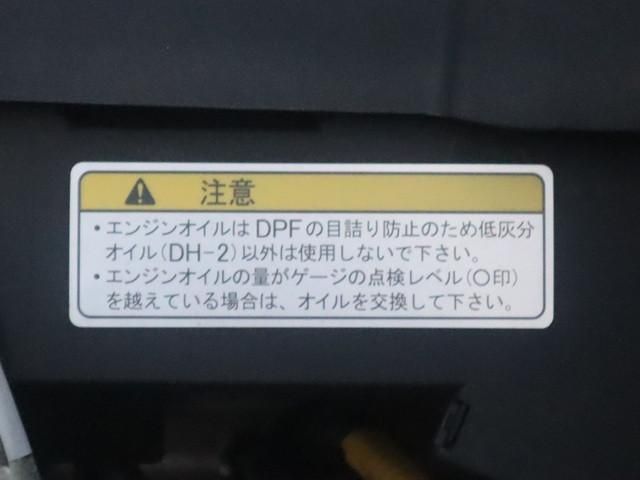 注意
・エンジンオイルはDPFの目詰り防止のため低灰分
オイル(DH-2)以外は使用しないで下さい。
・エンジンオイルの量がゲージの点検レベル(〇印)
を越えている場合は、オイルを交換して下さい。